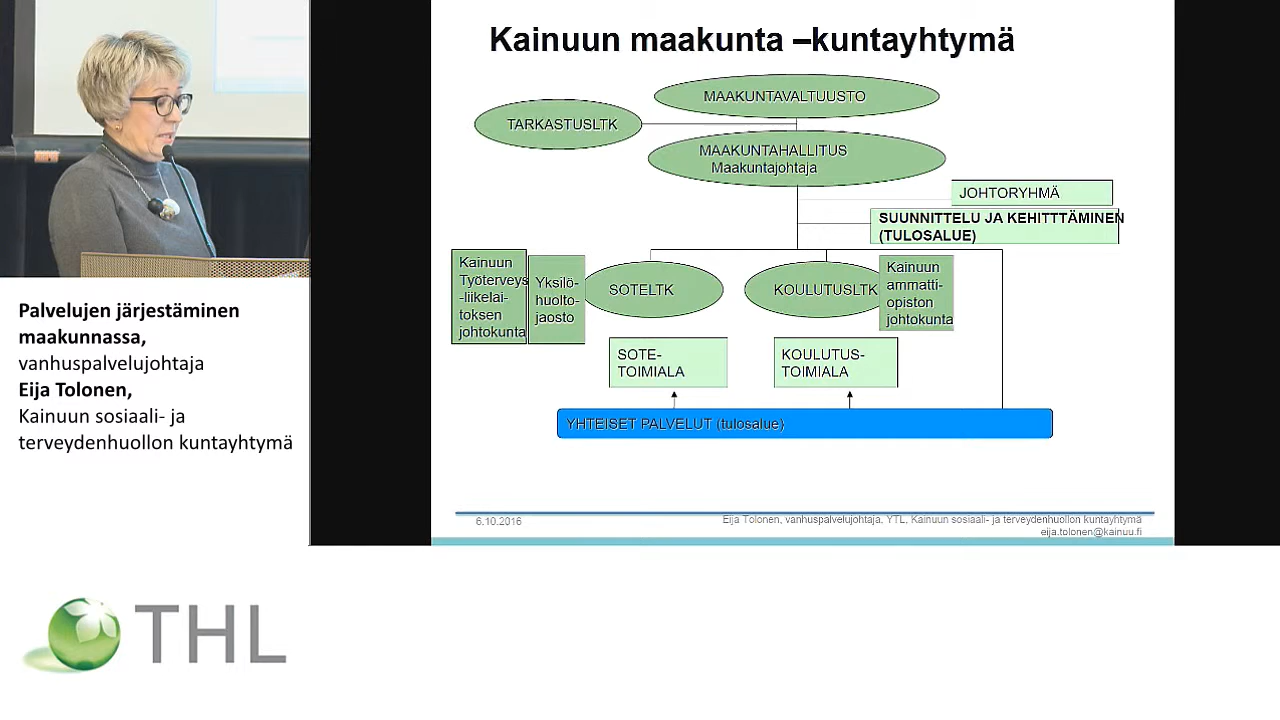 Kainuun maakunta –kuntayhtymä
MAAKUNTAVALTUUSTO
TARKASTUSLTK
MAAKUNTAHALLITUS
Maakuntajohtaja
JOHTORYHMÄ
SUUNNITTELU JA KEHITTTÄMINEN
(TULOSALUE)
Kainuun
Työterveys
-liikelai-
toksen
johtokunta
Yksilö-
huolto-
jaosto
SOTELTK
KOULUTUSLTK
Kainuun
ammatti-
opiston
johtokunta
SOTE-
TOIMIALA
KOULUTUS-
TOIMIALA
YHTEISET PALVELUT (tulosalue)
6.10.2016
Eija Tolonen, vanhuspalvelujohtaja, YTL, Kainuun sosiaali- ja terveydenhuollon kuntayhtymä
eija.tolonen@kainuu.fi
Palvelujen järjestäminen
maakunnassa,
vanhuspalvelujohtaja
Eija Tolonen,
Kainuun sosiaali- ja
terveydenhuollon kuntayhtymä
THL